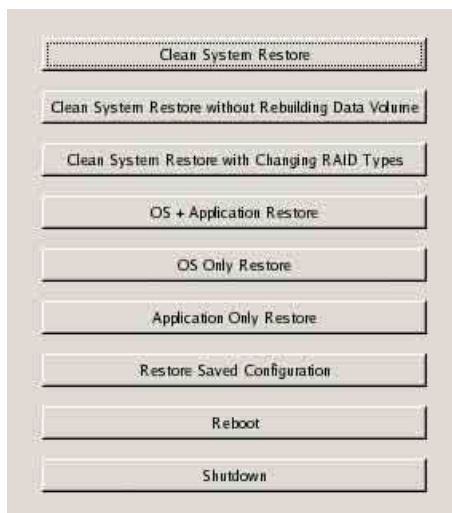 Clean System Restore
Clean System Restore without Rebuilding Data Volume
Clean System Restore with Changing RAID Types
OS + Application Restore
OS Only Restore
Application Only Restore
Restore Saved Configuration
Reboot
Shutdown